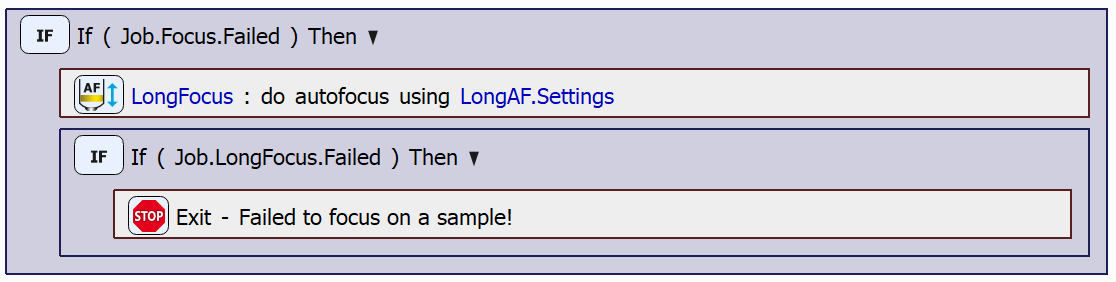 IF If ( Job.Focus.Failed ) Then ▼
AF LongFocus : do autofocus using LongAF.Settings
IF If ( Job.LongFocus.Failed ) Then ▼
STOP Exit - Failed to focus on a sample!